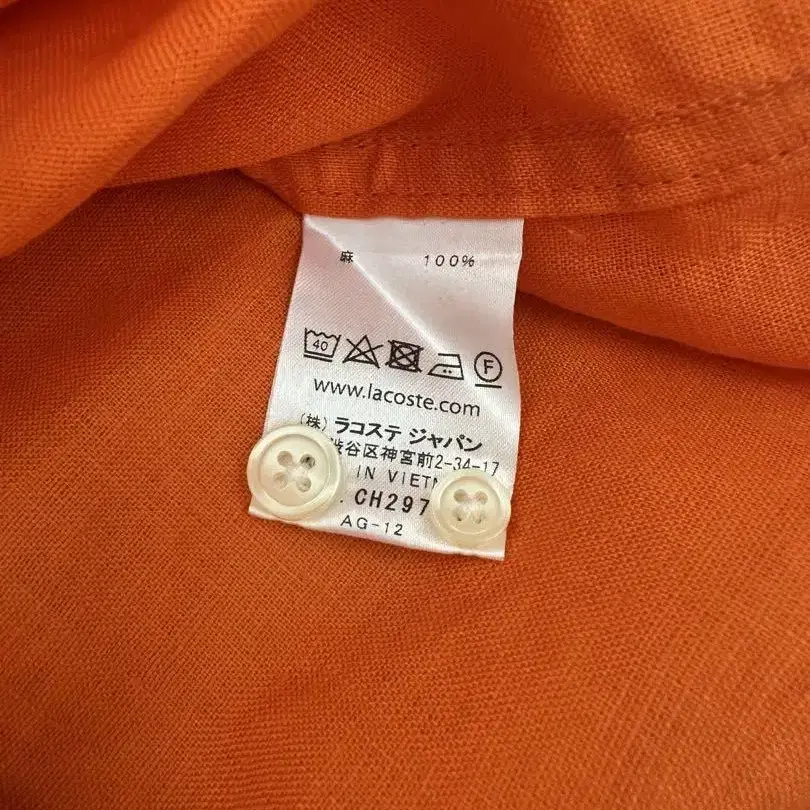 麻 100%
40
F
www.lacoste.com
(株) ラコステ ジャパン
谷区神宮前2-34-17
IN VIETN
. CH297
AG-12